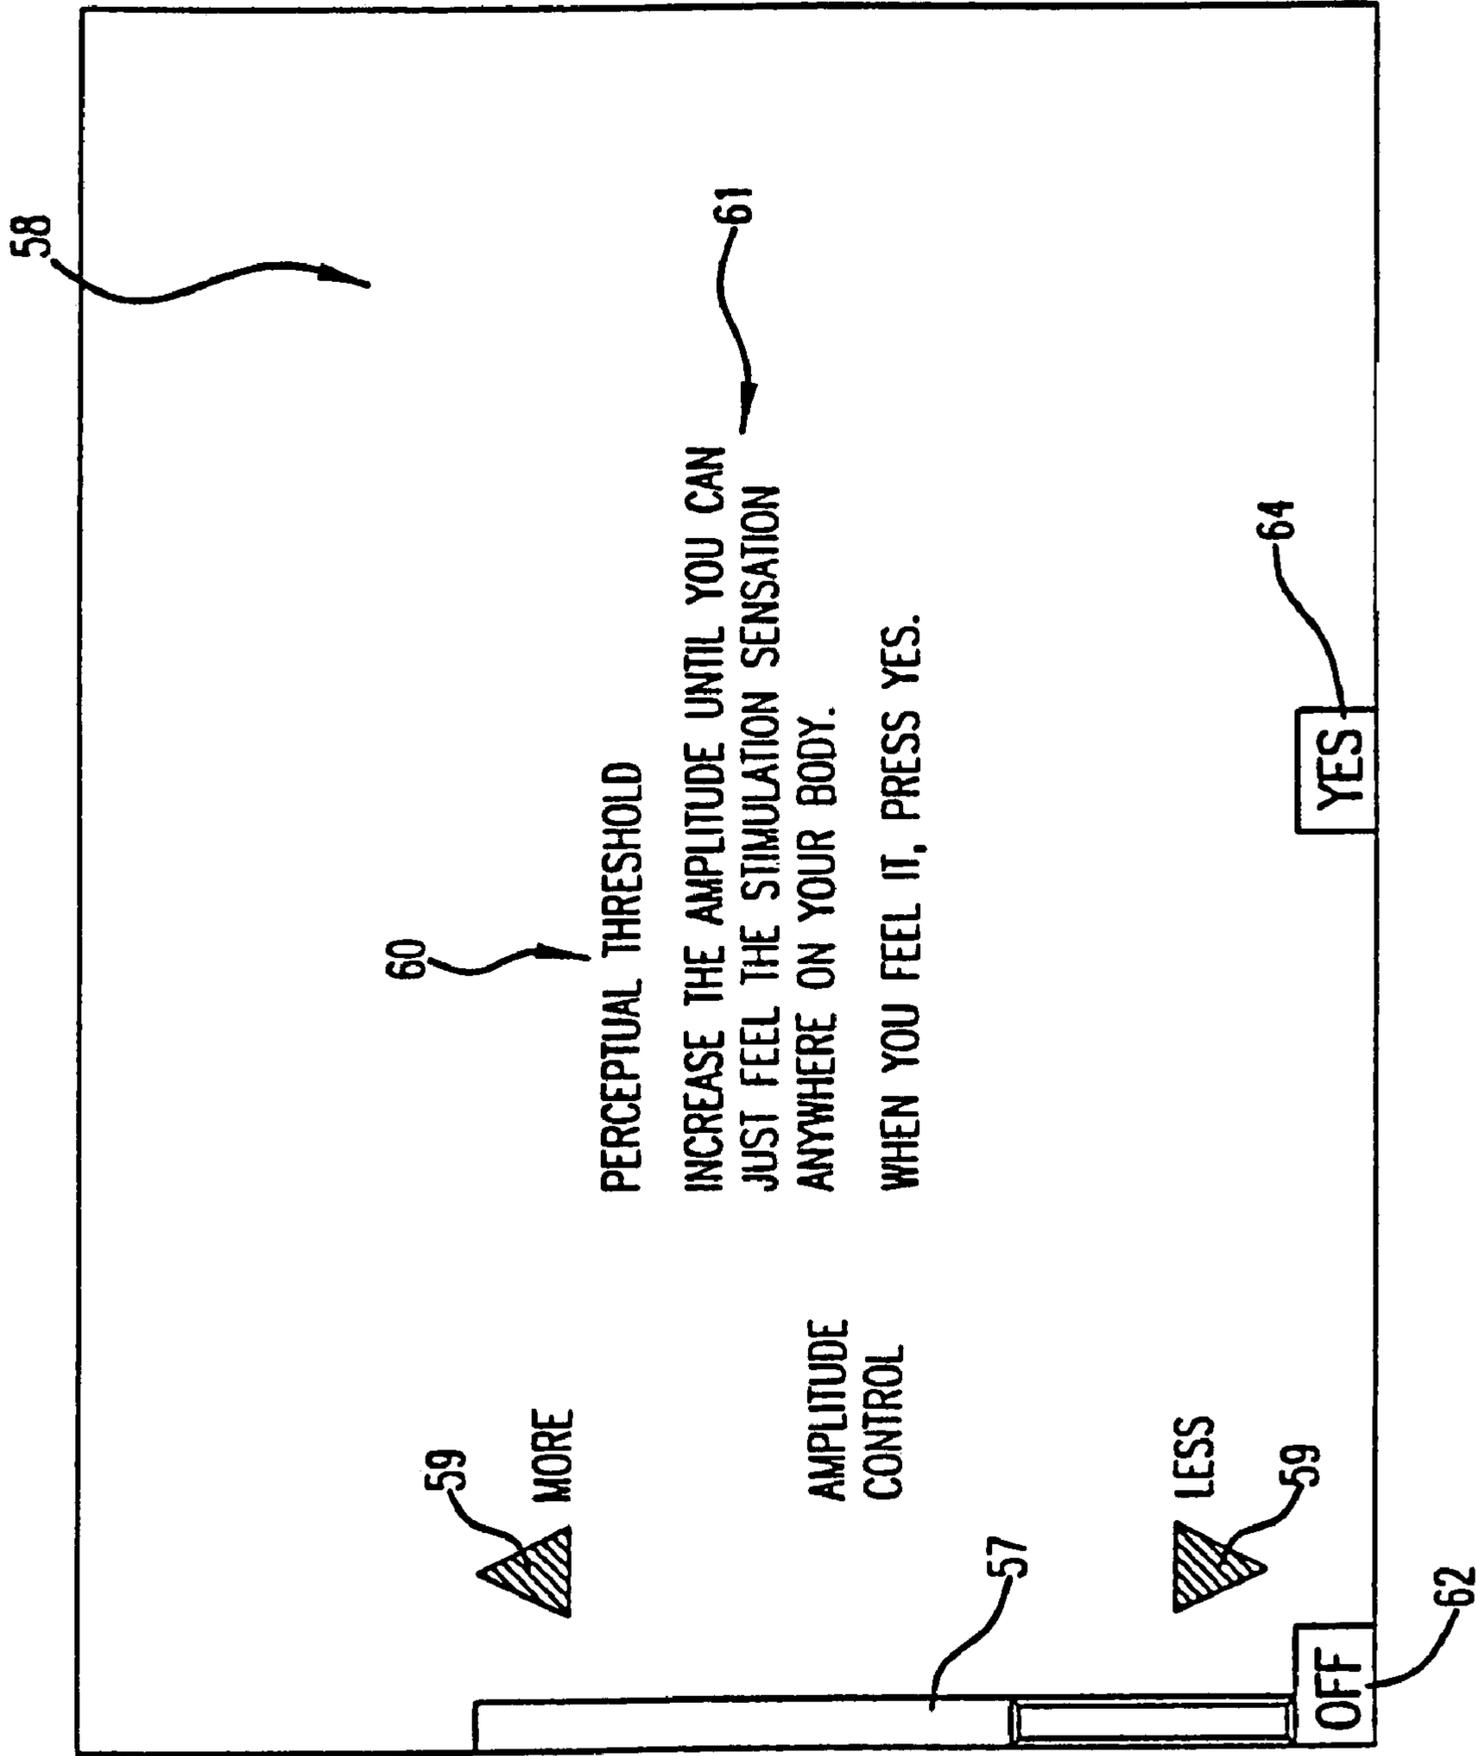 58
60
PERCEPTUAL THRESHOLD
61
INCREASE THE AMPLITUDE UNTIL YOU CAN
JUST FEEL THE STIMULATION SENSATION
ANYWHERE ON YOUR BODY.
WHEN YOU FEEL IT, PRESS YES.
59
MORE
AMPLITUDE
CONTROL
57
LESS
59
64
OFF
YES
62